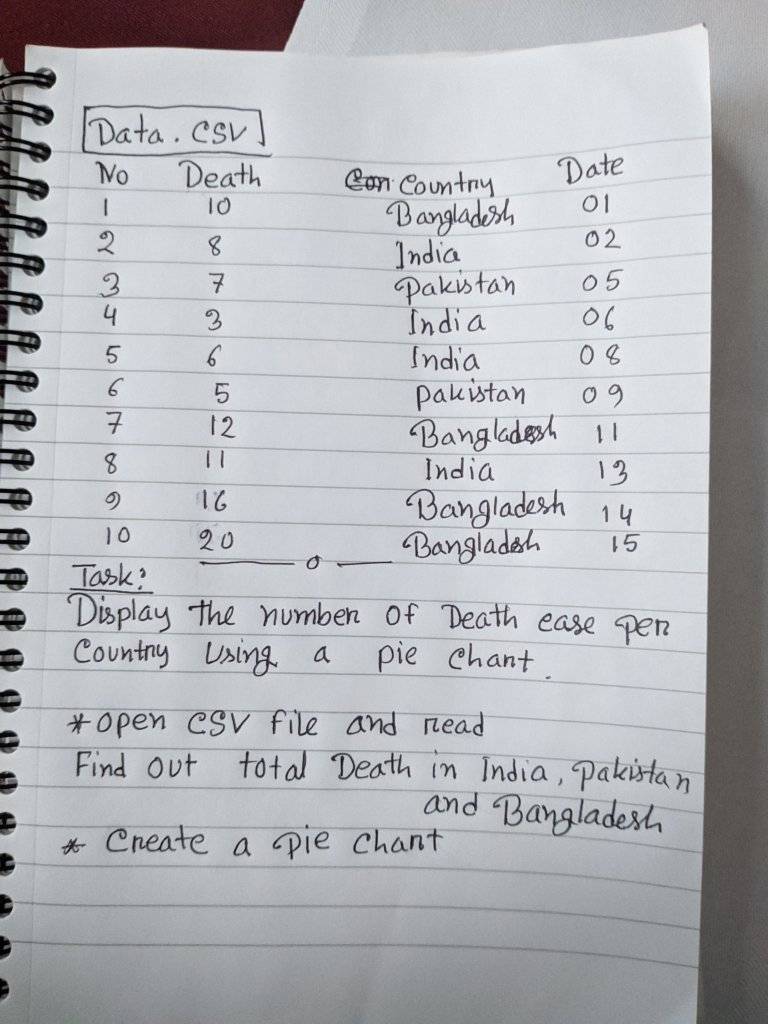 Data.CSV
No Death Country Date
1 10 Bangladesh 01
2 8 India 02
3 7 Pakistan 05
4 3 India 06
5 6 India 08
6 5 pakistan 09
7 12 Bangladesh 11
8 11 India 13
9 16 Bangladesh 14
10 20 Bangladesh 15
Task:
Display the number of Death case per
Country Using a pie chart.
*open CSV file and read
Find out total Death in India, pakistan
and Bangladesh
* Create a pie chart